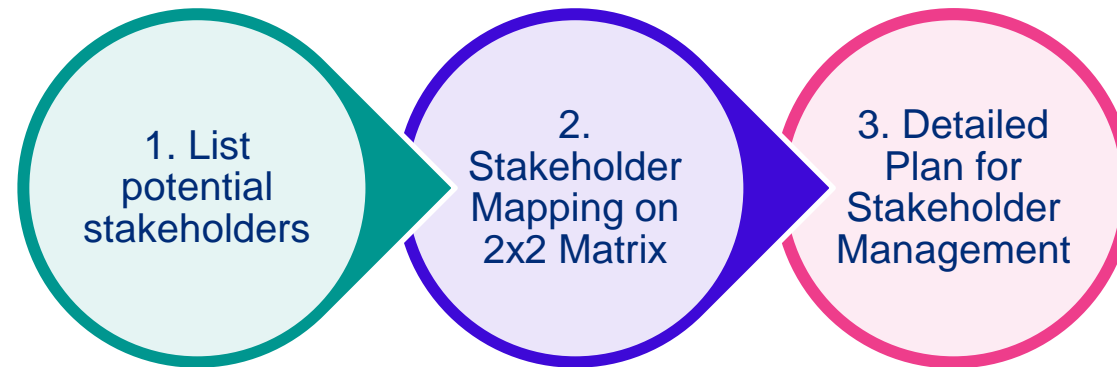 1. List
potential
stakeholders
2.
Stakeholder
Mapping on
2x2 Matrix
3. Detailed
Plan for
Stakeholder
Management